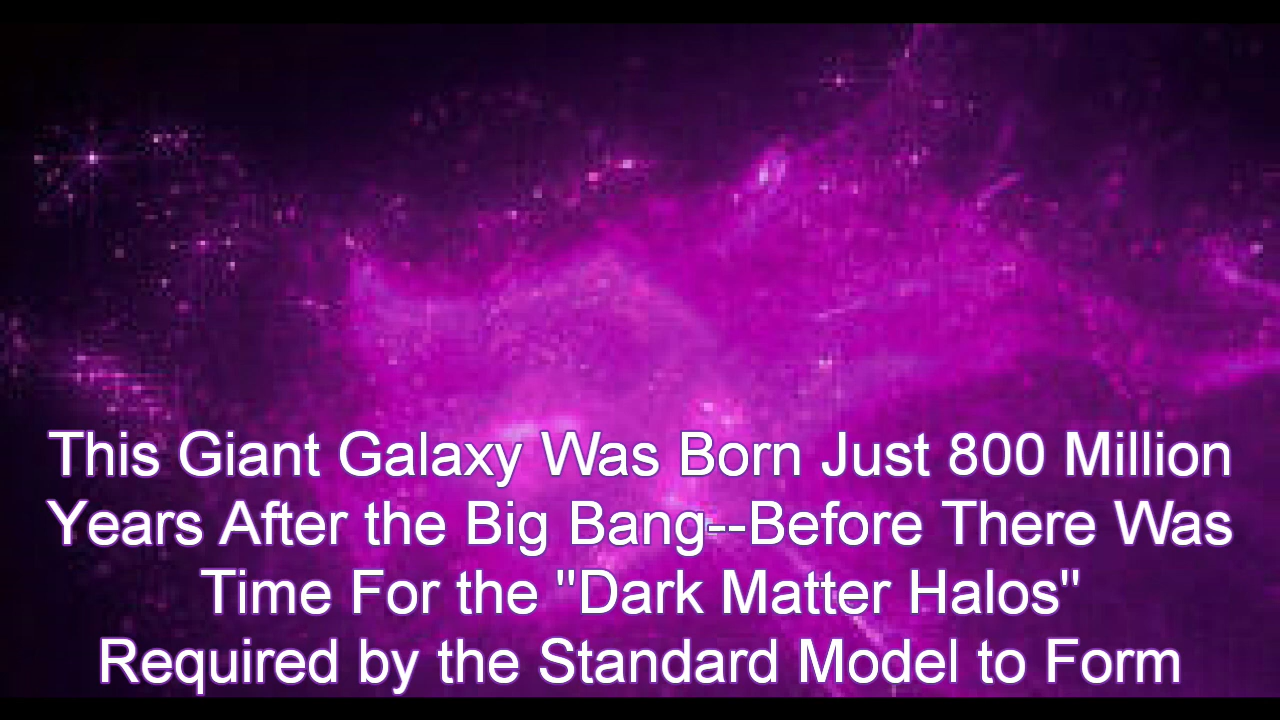 This Giant Galaxy Was Born Just 800 Million
Years After the Big Bang--Before There Was
Time For the "Dark Matter Halos"
Required by the Standard Model to Form